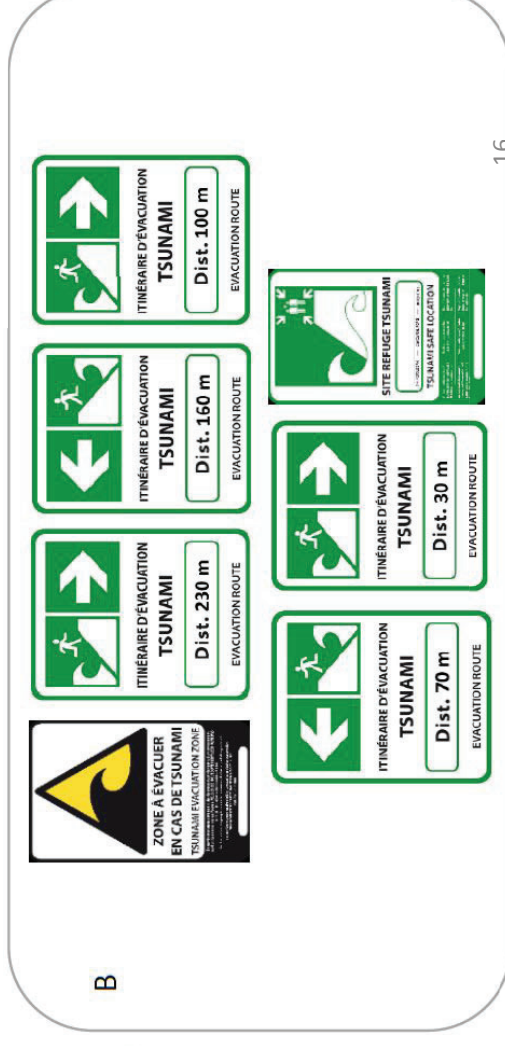 B
ZONE À ÉVACUER
EN CAS DE TSUNAMI
TSUNAMI EVACUATION ZONE
ITINÉRAIRE D'ÉVACUATION
TSUNAMI
Dist. 230 m
EVACUATION ROUTE
ITINÉRAIRE D'ÉVACUATION
TSUNAMI
Dist. 160 m
EVACUATION ROUTE
ITINÉRAIRE D'ÉVACUATION
TSUNAMI
Dist. 100 m
EVACUATION ROUTE
ITINÉRAIRE D'ÉVACUATION
TSUNAMI
Dist. 70 m
EVACUATION ROUTE
ITINÉRAIRE D'ÉVACUATION
TSUNAMI
Dist. 30 m
EVACUATION ROUTE
SITE REFUGE TSUNAMI
TSUNAMI SAFE LOCATION
16